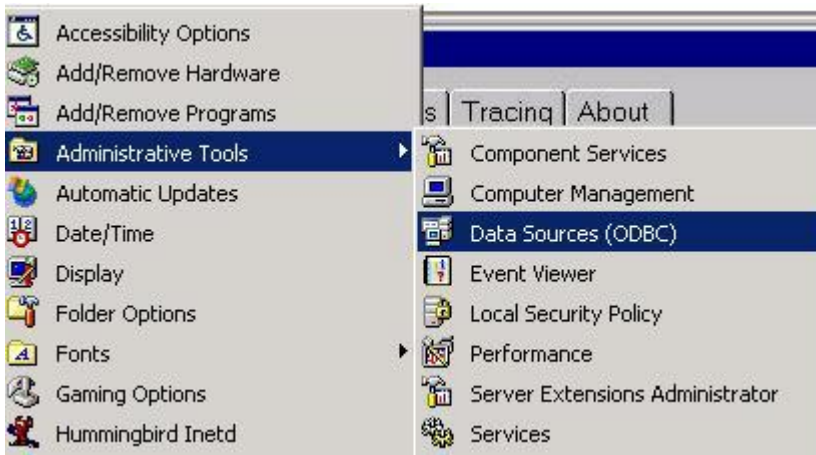 Accessibility Options
Add/Remove Hardware
Add/Remove Programs
Administrative Tools
Automatic Updates
Date/Time
Display
Folder Options
Fonts
Gaming Options
Hummingbird Inetd
s Tracing About
Component Services
Computer Management
Data Sources (ODBC)
Event Viewer
Local Security Policy
Performance
Server Extensions Administrator
Services